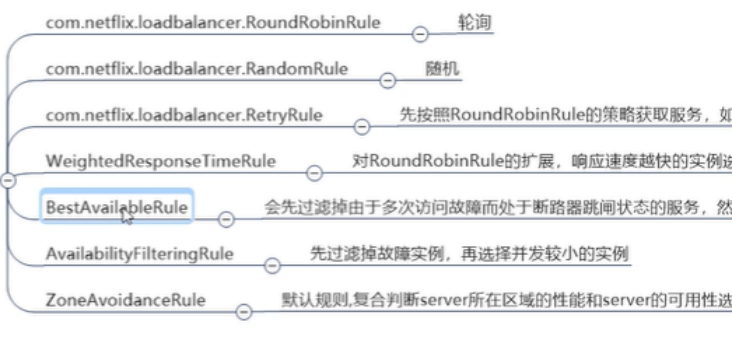 com.netflix.loadbalancer.RoundRobinRule 轮询
com.netflix.loadbalancer.RandomRule 随机
com.netflix.loadbalancer.RetryRule 先按照RoundRobinRule的策略获取服务，如
WeightedResponseTimeRule 对RoundRobinRule的扩展，响应速度越快的实例选
BestAvailableRule 会先过滤掉由于多次访问故障而处于断路器跳闸状态的服务，然
AvailabilityFilteringRule 先过滤掉故障实例，再选择并发较小的实例
ZoneAvoidanceRule 默认规则,复合判断server所在区域的性能和server的可用性选